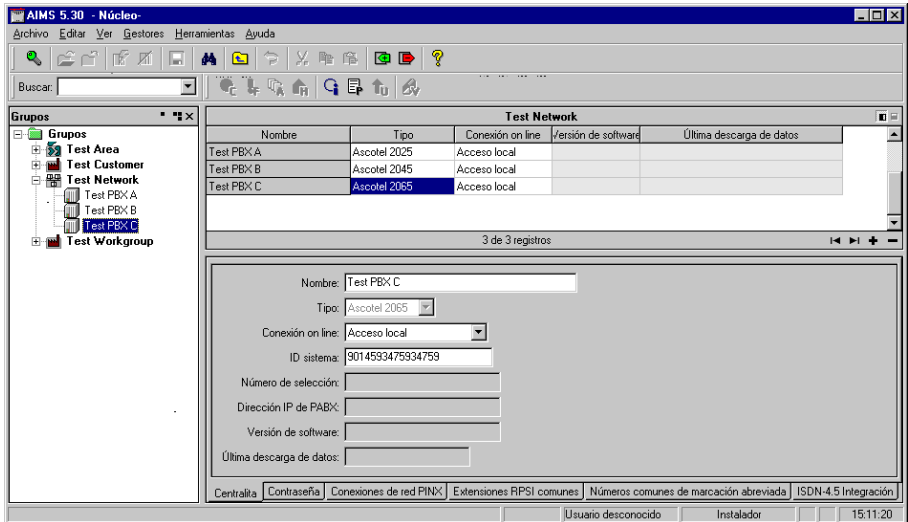 AIMS 5.30 - Núcleo-
Archivo Editar Ver Gestores Herramientas Ayuda
Buscar:
Grupos
Grupos
Test Area
Test Customer
Test Network
Test PBX A
Test PBX B
Test PBX C
Test Workgroup
Test Network
Nombre Tipo Conexión on line Versión de software Última descarga de datos
Test PBX A Ascotel 2025 Acceso local
Test PBX B Ascotel 2045 Acceso local
Test PBX C Ascotel 2065 Acceso local
3 de 3 registros
Nombre: Test PBX C
Tipo: Ascotel 2065
Conexión on line: Acceso local
ID sistema: 9014593475934759
Número de selección:
Dirección IP de PABX:
Versión de software:
Última descarga de datos:
Centralita Contraseña Conexiones de red PINX Extensiones RPSI comunes Números comunes de marcación abreviada ISDN-4.5 Integración
Usuario desconocido Instalador 15:11:20